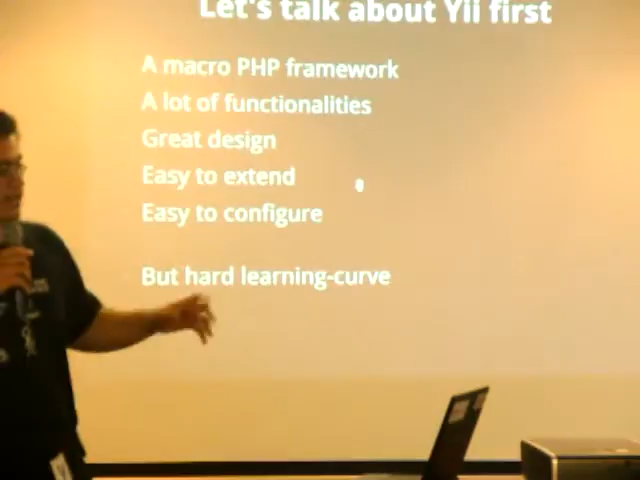 Let's talk about Yii first
A macro PHP framework
A lot of functionalities
Great design
Easy to extend
Easy to configure
But hard learning-curve